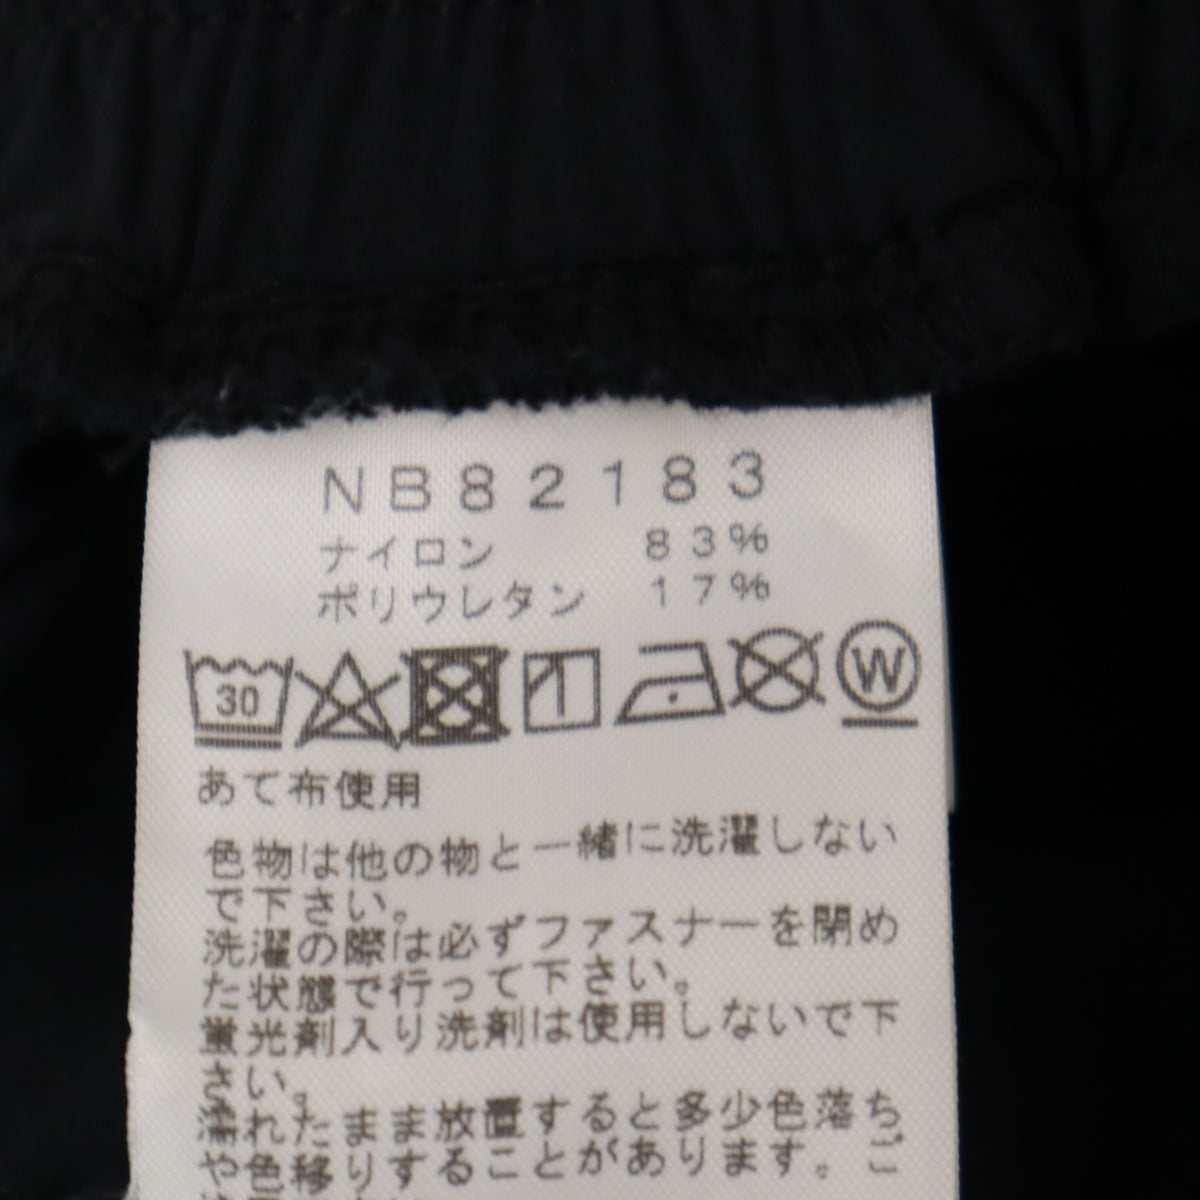 NB82183
ナイロン 83%
ポリウレタン 17%
30 W
あて布使用
色物は他の物と一緒に洗濯しない
で下さい。
洗濯の際は必ずファスナーを閉め
た状態で行って下さい。
蛍光剤入り洗剤は使用しないで下
さい。
濡れたまま放置すると多少色落ち
や色移りすることがあります。ご